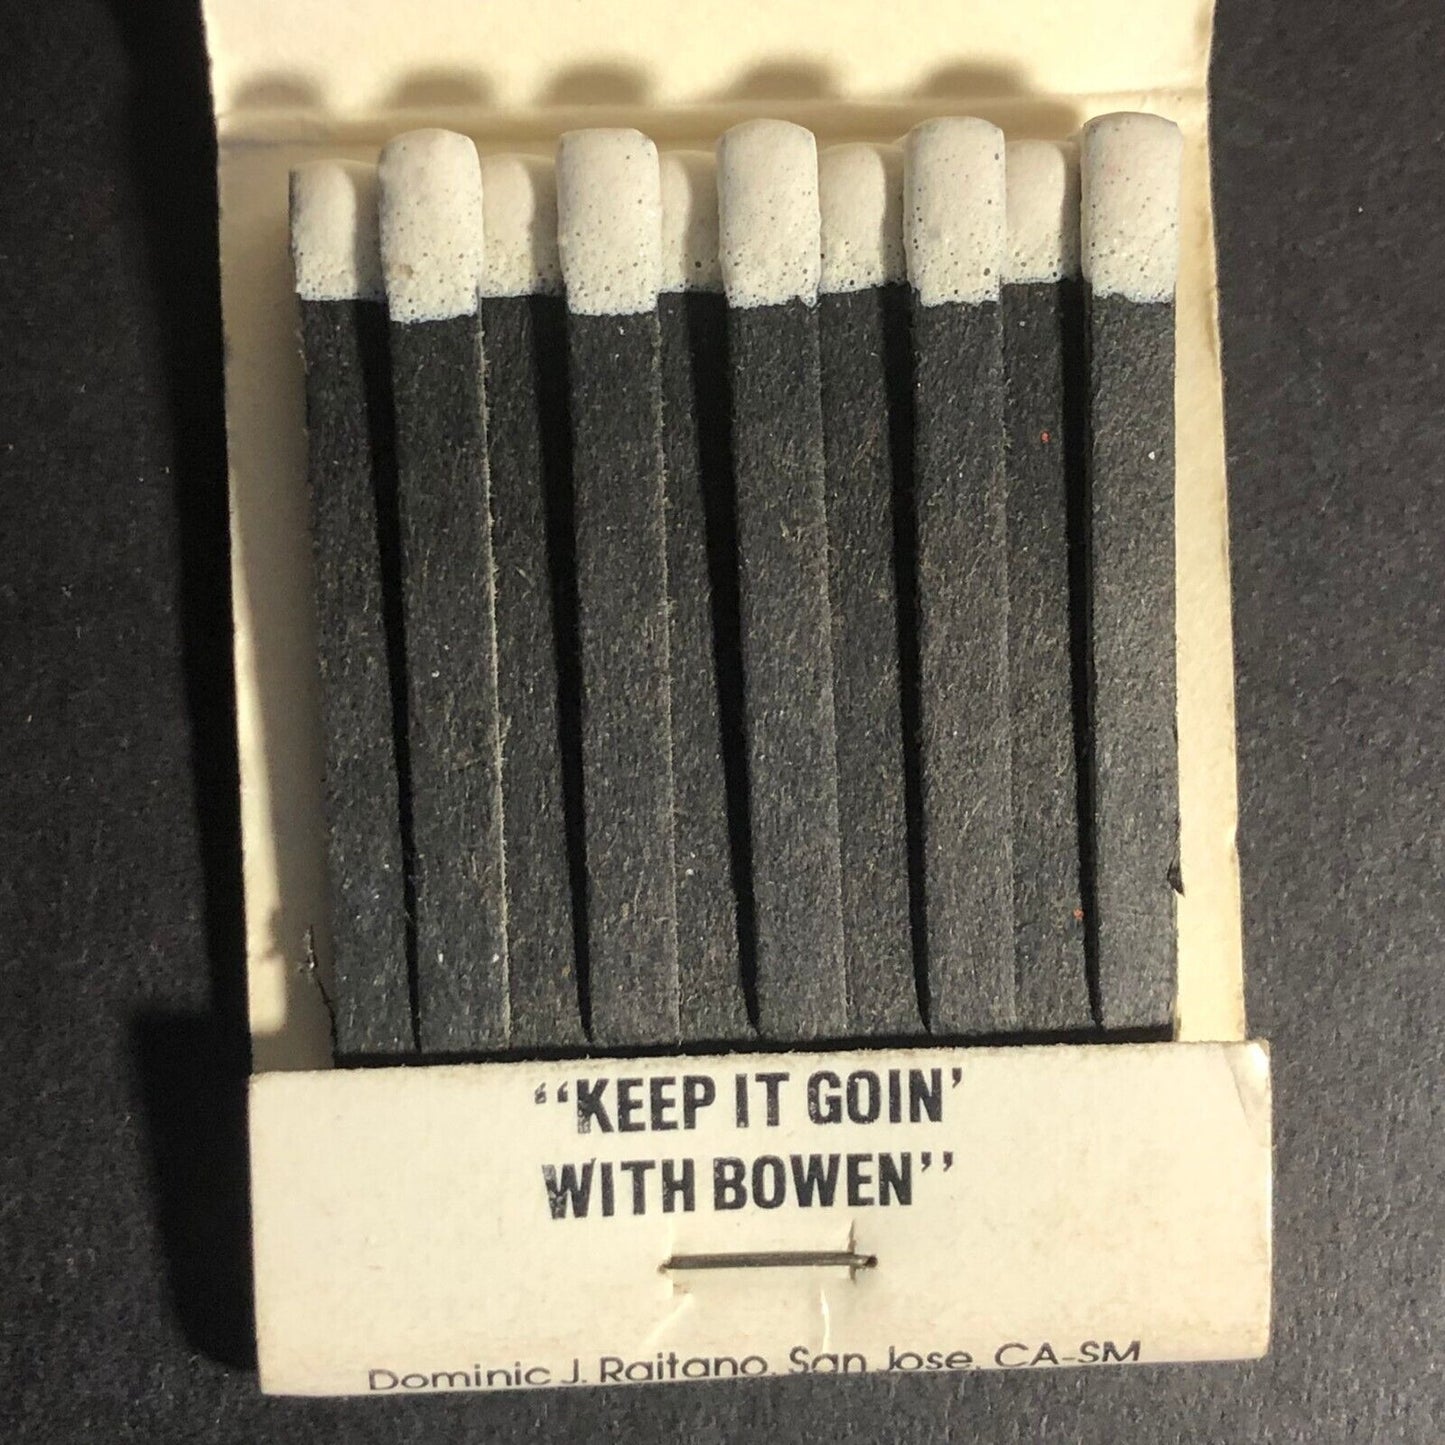 “KEEP IT GOIN’
WITH BOWEN”
Dominic J. Raitano, San Jose, CA-SM